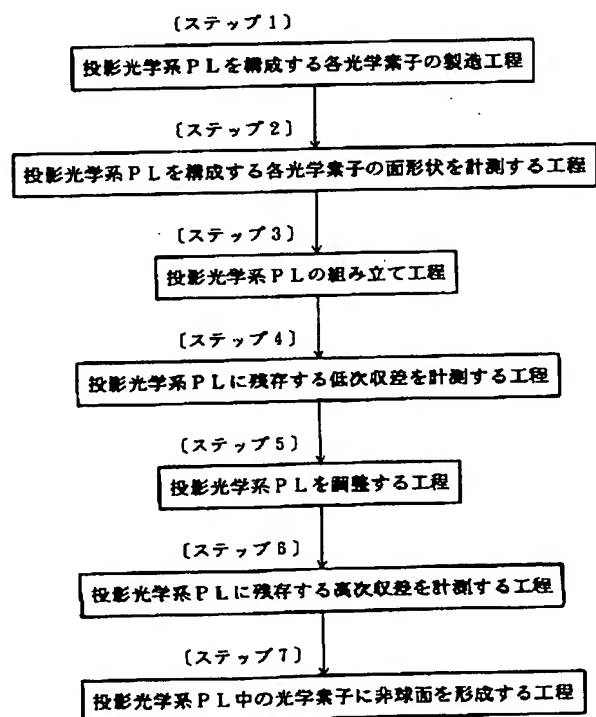 〔ステップ1〕
投影光学系PLを構成する各光学素子の製造工程
〔ステップ2〕
投影光学系PLを構成する各光学素子の面形状を計測する工程
〔ステップ3〕
投影光学系PLの組み立て工程
〔ステップ4〕
投影光学系PLに残存する低次収差を計測する工程
〔ステップ5〕
投影光学系PLを調整する工程
〔ステップ6〕
投影光学系PLに残存する高次収差を計測する工程
〔ステップ7〕
投影光学系PL中の光学素子に非球面を形成する工程